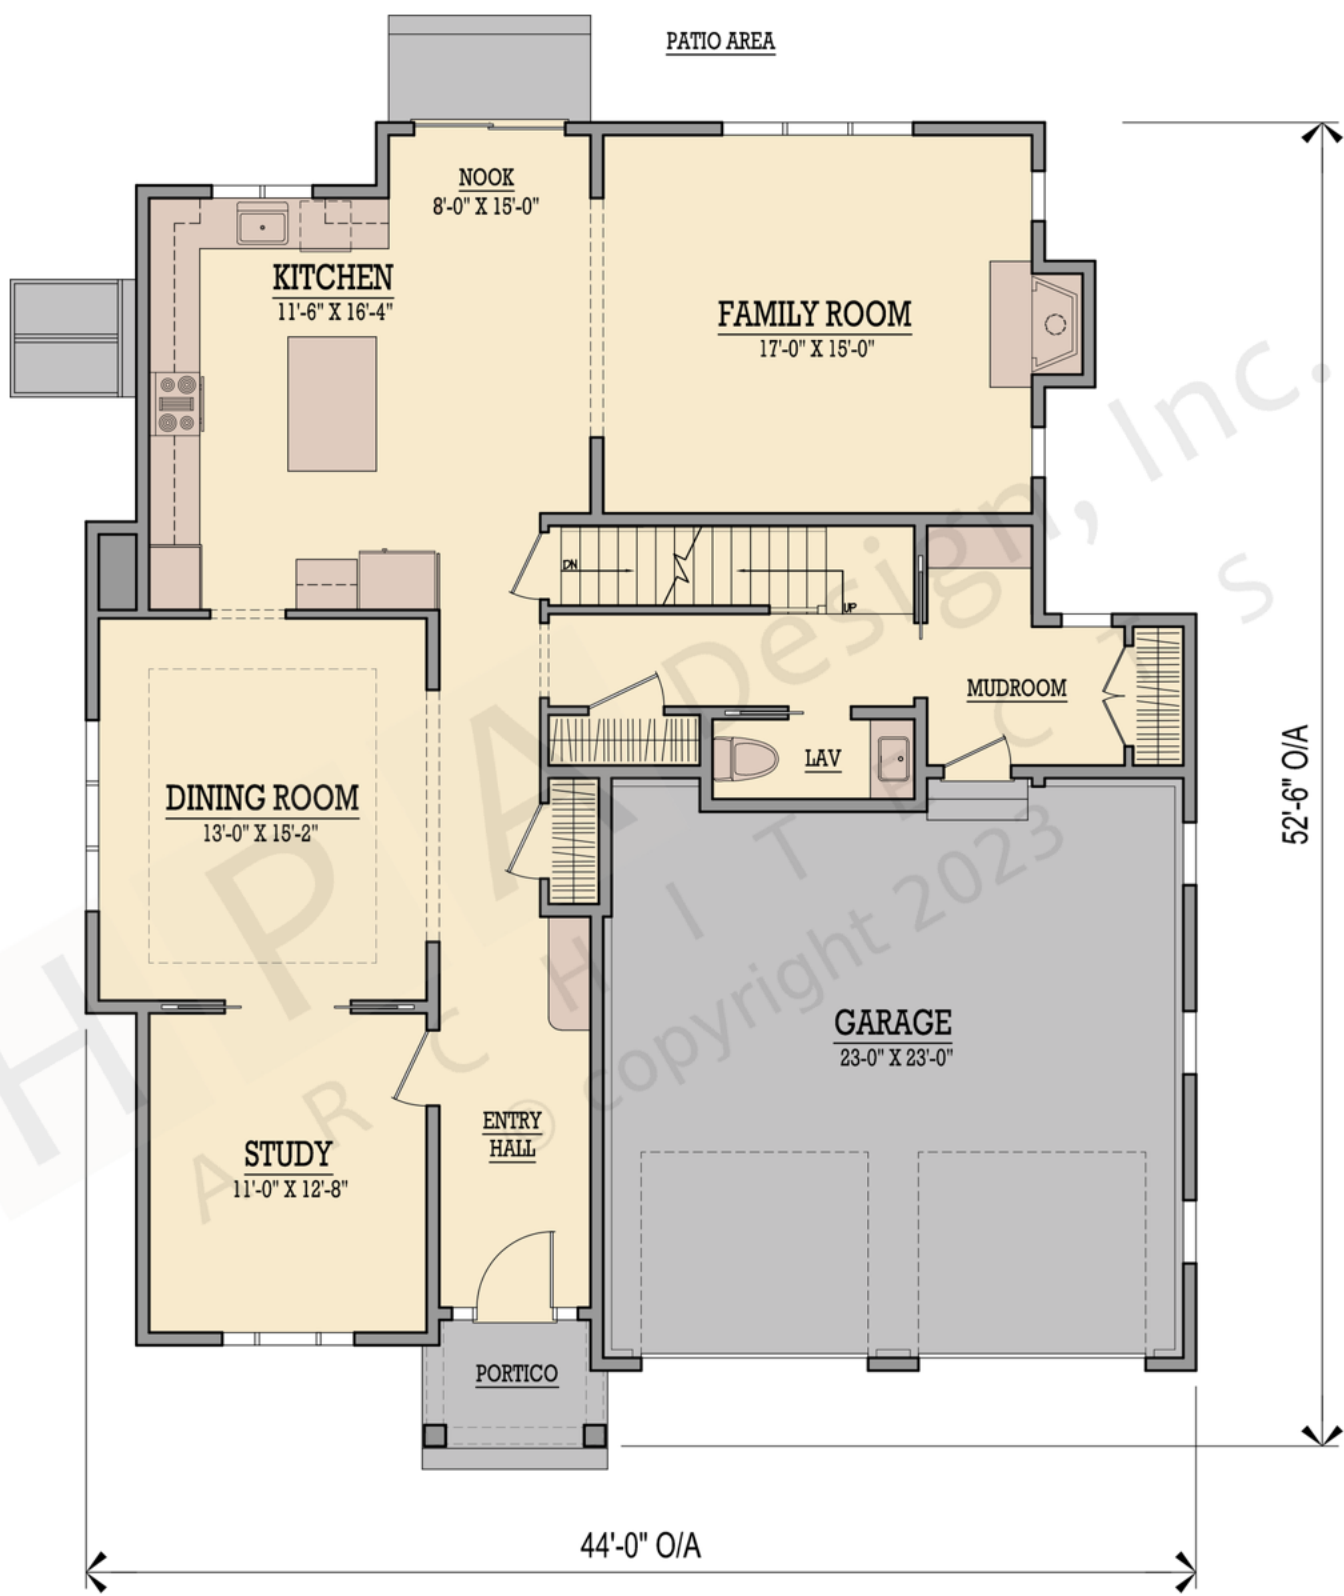 PATIO AREA
NOOK
8'-0" X 15'-0"
KITCHEN
11'-6" X 16'-4"
FAMILY ROOM
17'-0" X 15'-0"
DN
UP
MUDROOM
LAV
DINING ROOM
13'-0" X 15'-2"
52'-6" O/A
GARAGE
23-0" X 23'-0"
ENTRY
HALL
STUDY
11'-0" X 12'-8"
PORTICO
44'-0" O/A
HPA Design, Inc.
ARCHITECTS
© copyright 2023